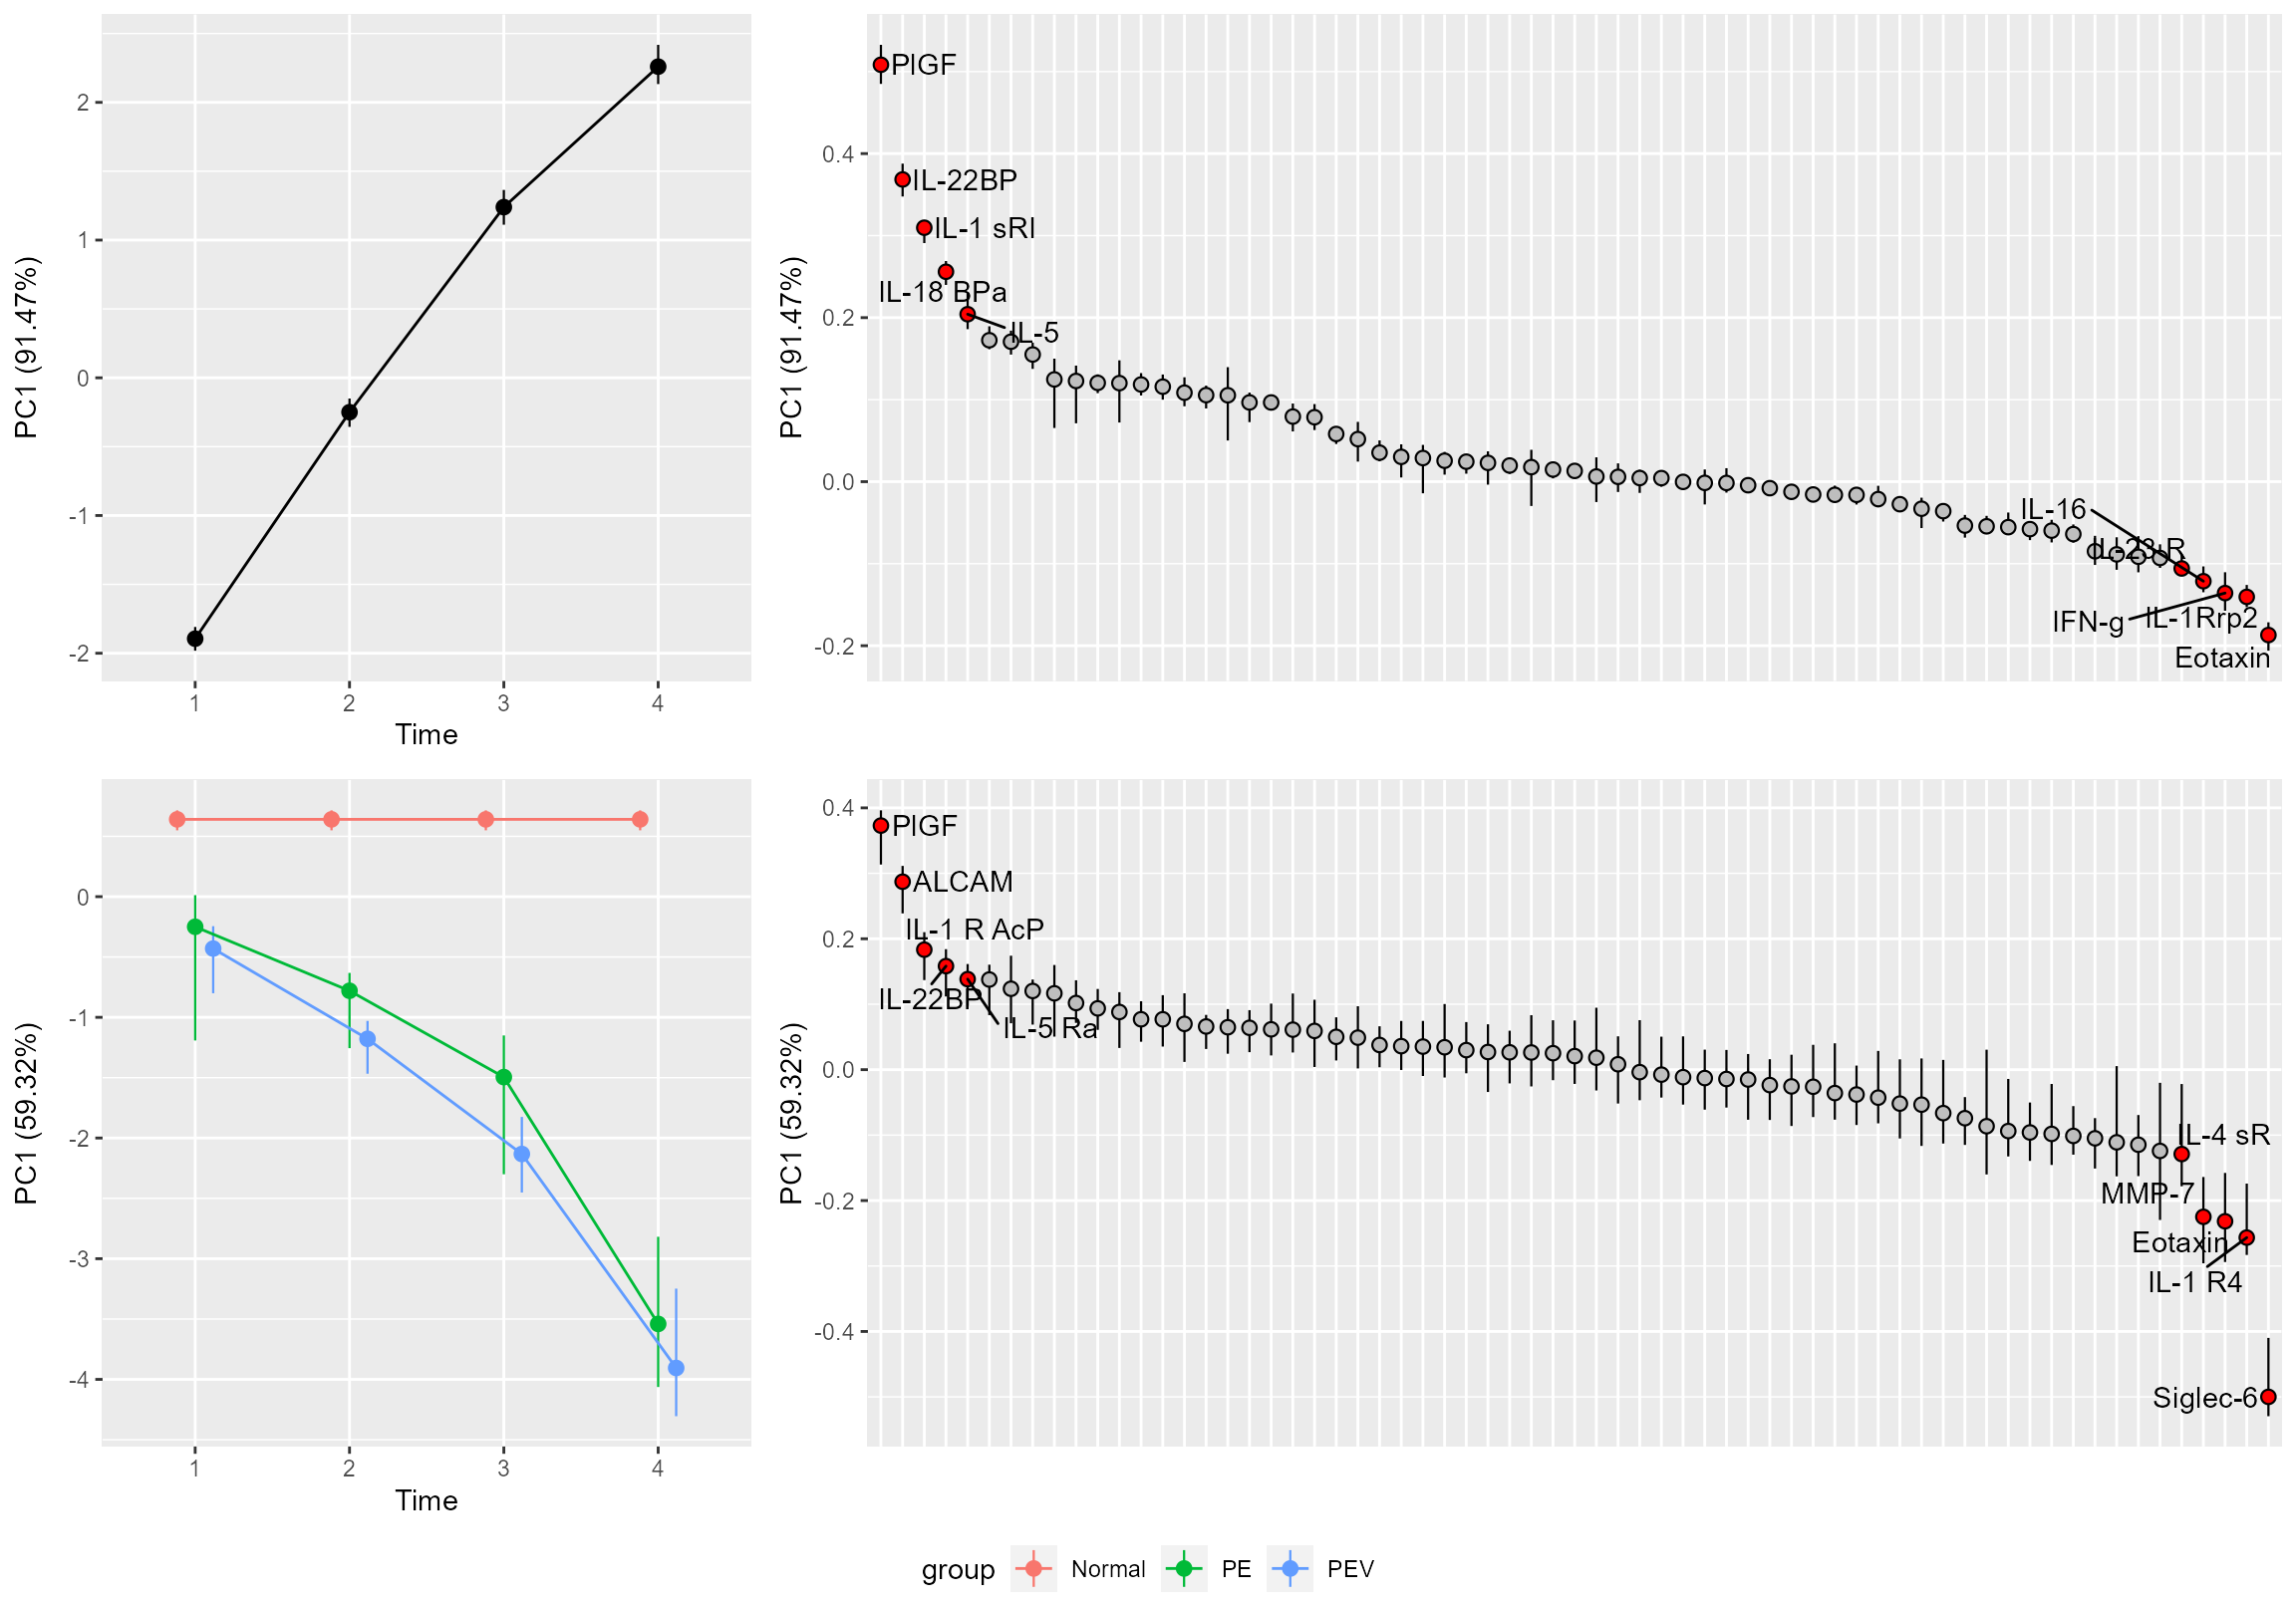 PC1 (91.47%)
2
1
0
-1
-2
1 2 3 4
Time
PC1 (91.47%)
0.4
0.2
0.0
-0.2
PlGF
IL-22BP
IL-1 sRI
IL-18 BPa
IL-5
IL-16
IL-23 R
IFN-g
IL-1Rrp2
Eotaxin
PC1 (59.32%)
0
-1
-2
-3
-4
1 2 3 4
Time
PC1 (59.32%)
0.4
0.2
0.0
-0.2
-0.4
PlGF
ALCAM
IL-1 R AcP
IL-22BP
IL-5 Ra
IL-4 sR
MMP-7
Eotaxin
IL-1 R4
Siglec-6
group Normal PE PEV